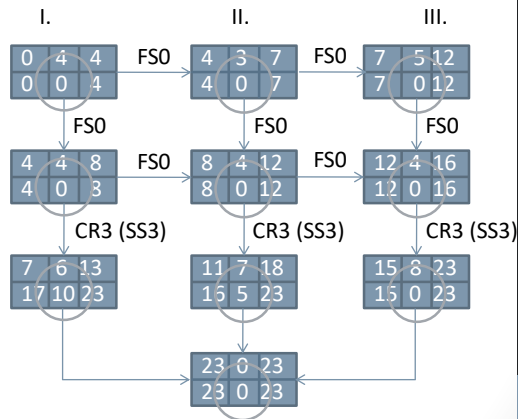 I. II. III.
0 4 4 FS0 4 3 7 FS0 7 5 12
0 0 4 4 0 7 7 0 12
FS0 FS0 FS0
4 4 8 FS0 8 4 12 FS0 12 4 16
4 0 8 8 0 12 12 0 16
CR3 (SS3) CR3 (SS3) CR3 (SS3)
7 6 13 11 7 18 15 8 23
17 10 23 16 5 23 15 0 23
23 0 23
23 0 23